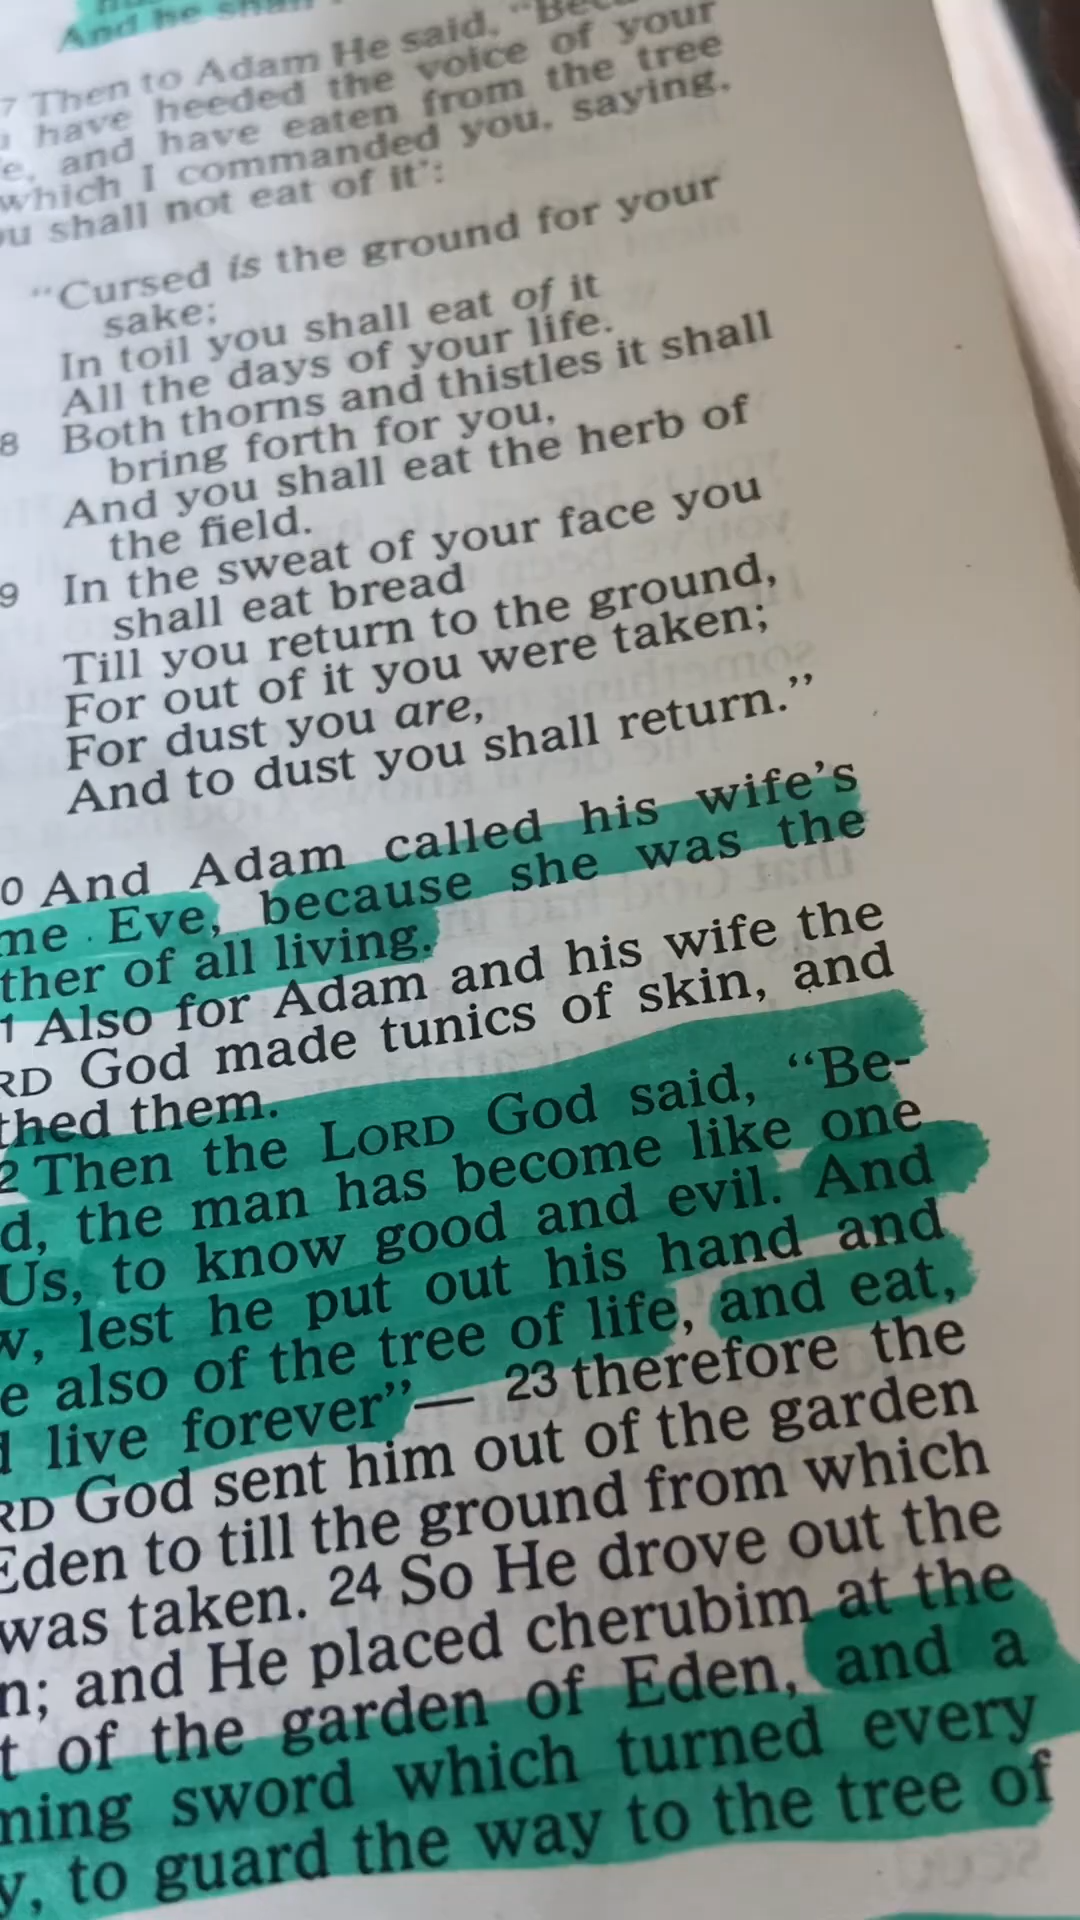 And he shall
7 Then to Adam He said, "Bec
have heeded the voice of your
e, and have eaten from the tree
which I commanded you, saying,
ou shall not eat of it':
"Cursed is the ground for your
sake;
In toil you shall eat of it
All the days of your life.
8 Both thorns and thistles it shall
bring forth for you,
And you shall eat the herb of
the field.
9 In the sweat of your face you
shall eat bread
Till you return to the ground,
For out of it you were taken;
For dust you are,
And to dust you shall return."
0 And Adam called his wife's
me Eve, because she was the
ther of all living.
1 Also for Adam and his wife the
RD God made tunics of skin, and
thed them.
2 Then the LORD God said, "Be-
d, the man has become like one
Us, to know good and evil. And
w, lest he put out his hand and
e also of the tree of life, and eat,
d live forever"— 23 therefore the
RD God sent him out of the garden
Eden to till the ground from which
was taken. 24 So He drove out the
n; and He placed cherubim at the
t of the garden of Eden, and a
ming sword which turned every
y, to guard the way to the tree of